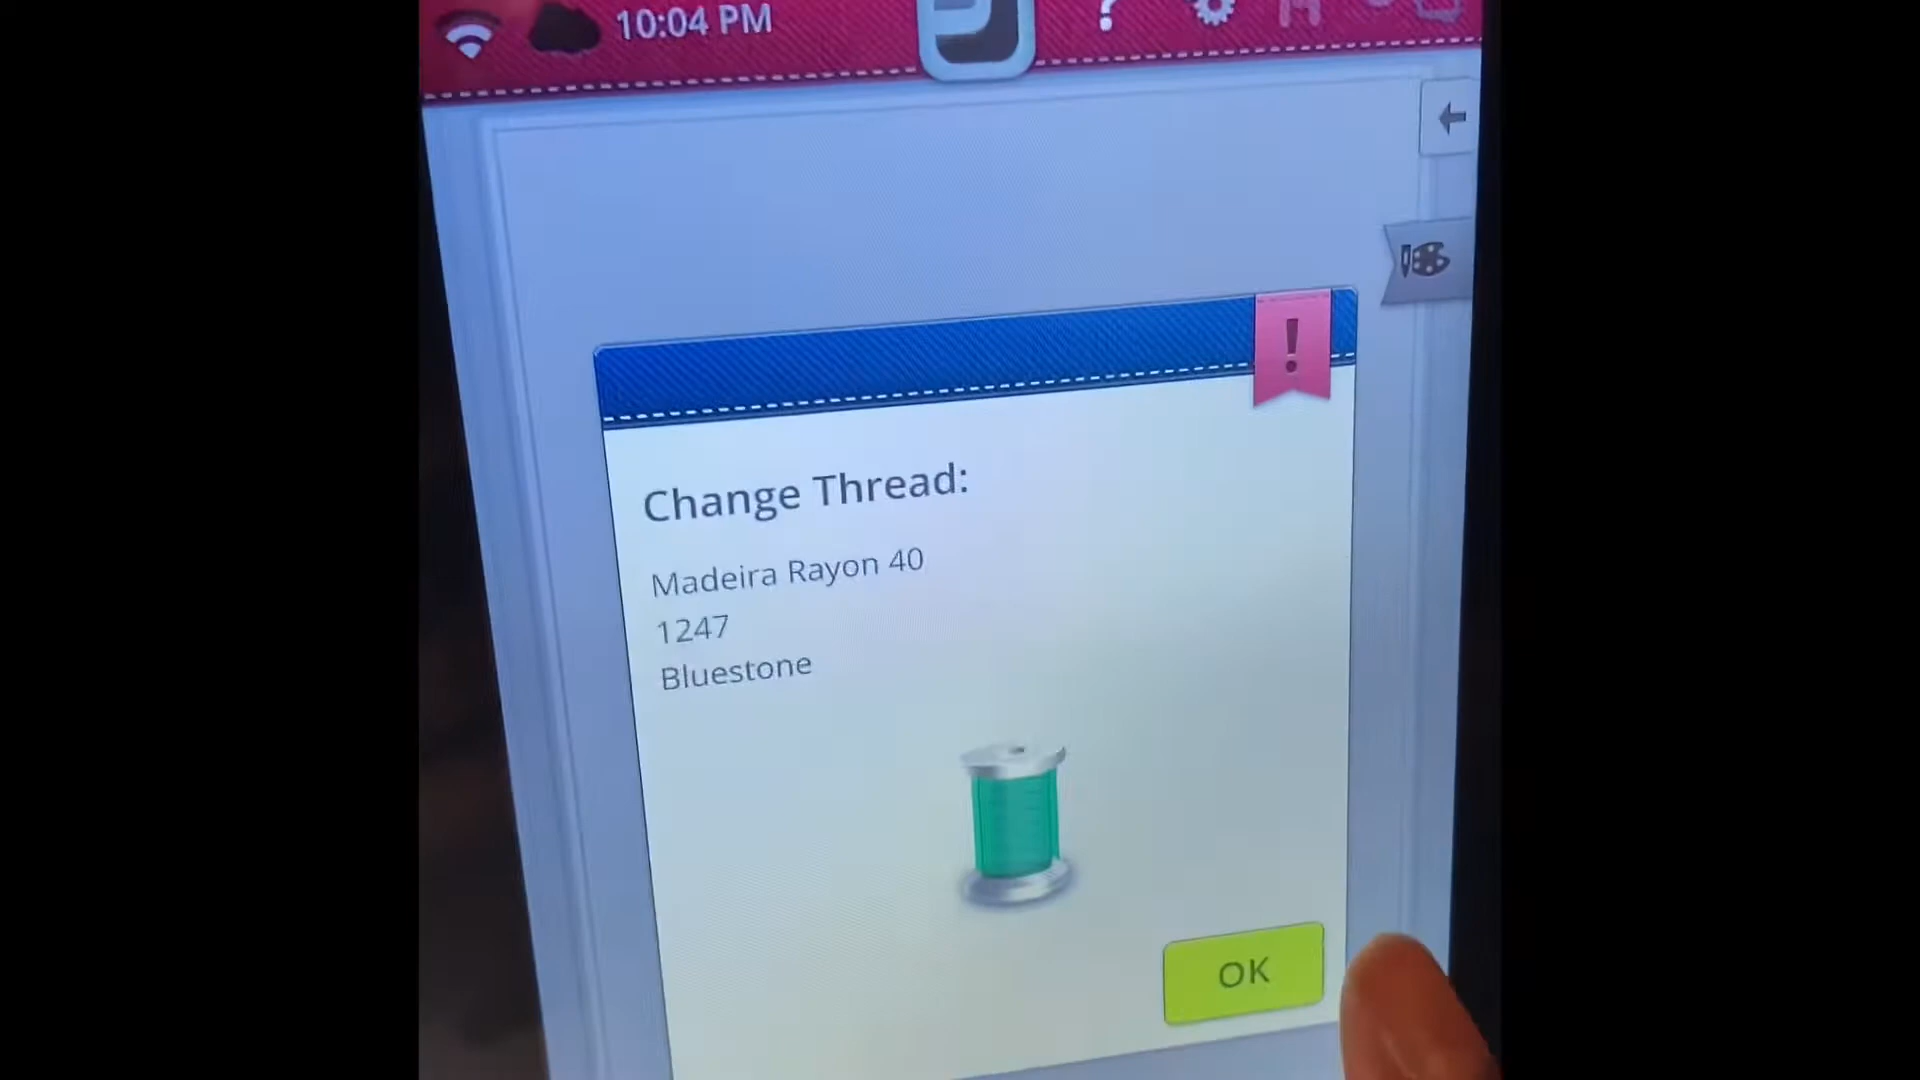 10:04 PM
?
!
Change Thread:
Madeira Rayon 40
1247
Bluestone
OK